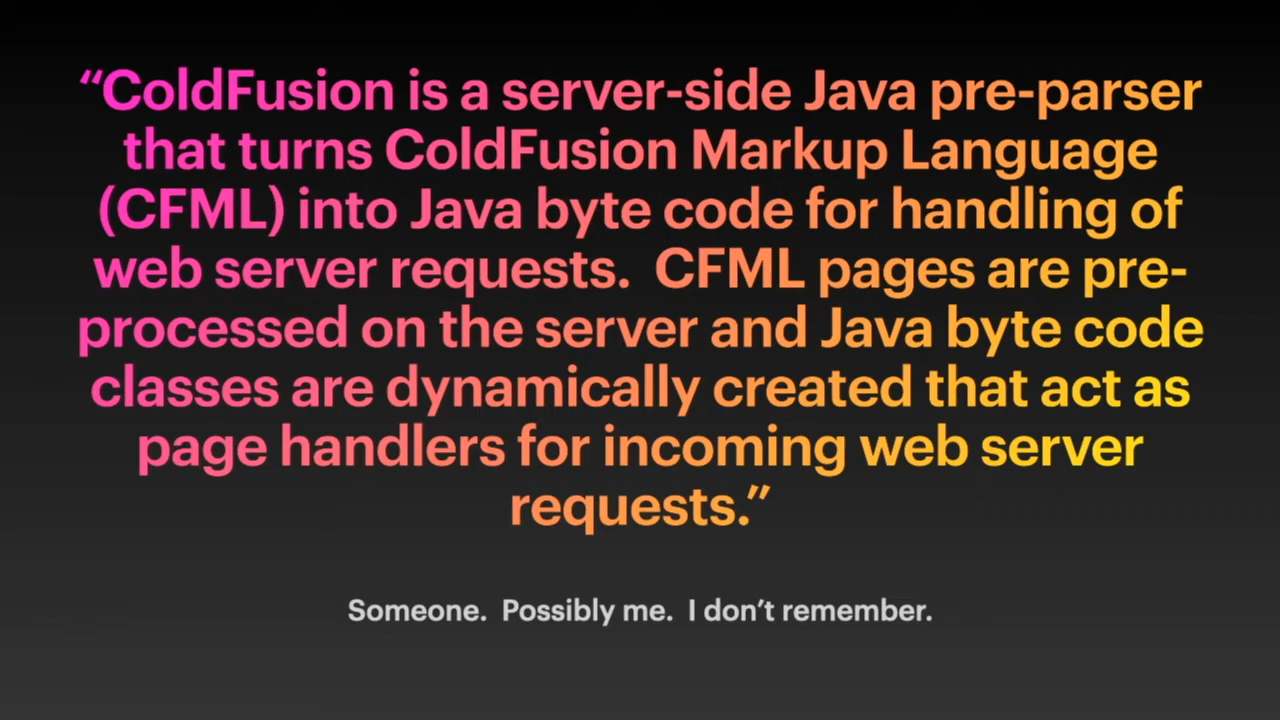 “ColdFusion is a server-side Java pre-parser
that turns ColdFusion Markup Language
(CFML) into Java byte code for handling of
web server requests.  CFML pages are pre-
processed on the server and Java byte code
classes are dynamically created that act as
page handlers for incoming web server
requests.”
Someone.  Possibly me.  I don’t remember.